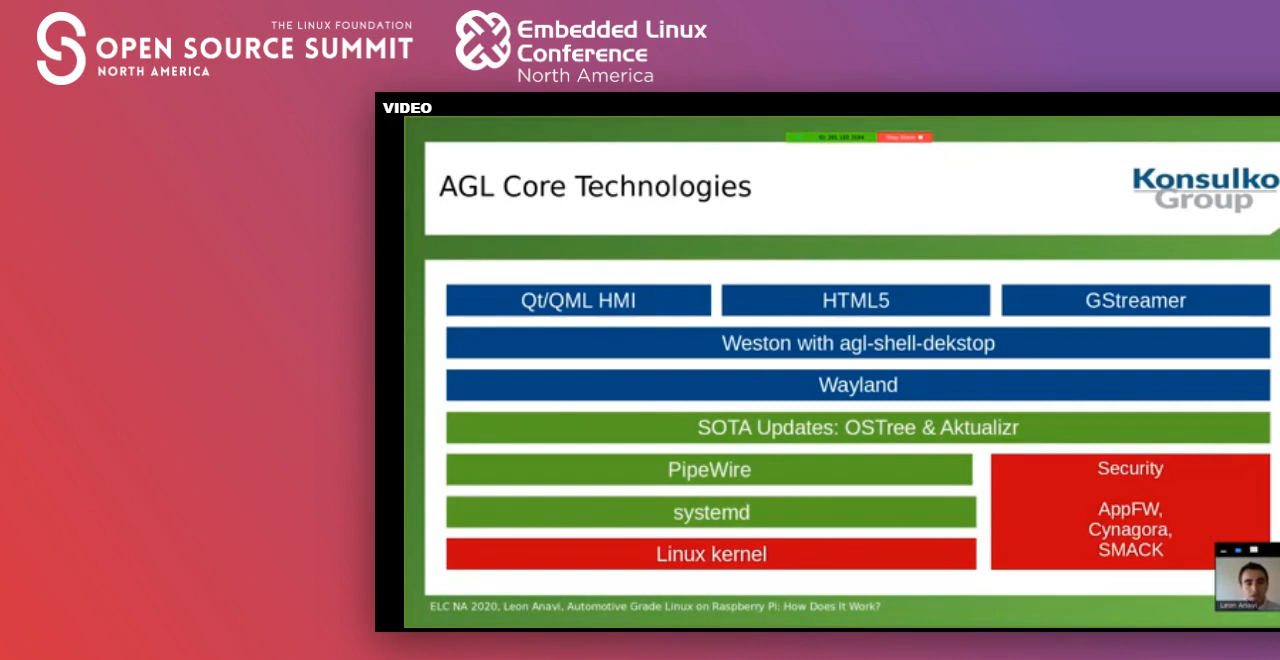 THE LINUX FOUNDATION
OPEN SOURCE SUMMIT
NORTH AMERICA
Embedded Linux
Conference
North America
VIDEO
AGL Core Technologies
Konsulko
Group
Qt/QML HMI
HTML5
GStreamer
Weston with agl-shell-dekstop
Wayland
SOTA Updates: OSTree & Aktualizr
PipeWire
systemd
Linux kernel
Security
AppFW,
Cynagora,
SMACK
Leon Anavi
ELC NA 2020, Leon Anavi, Automotive Grade Linux on Raspberry Pi: How Does It Work?